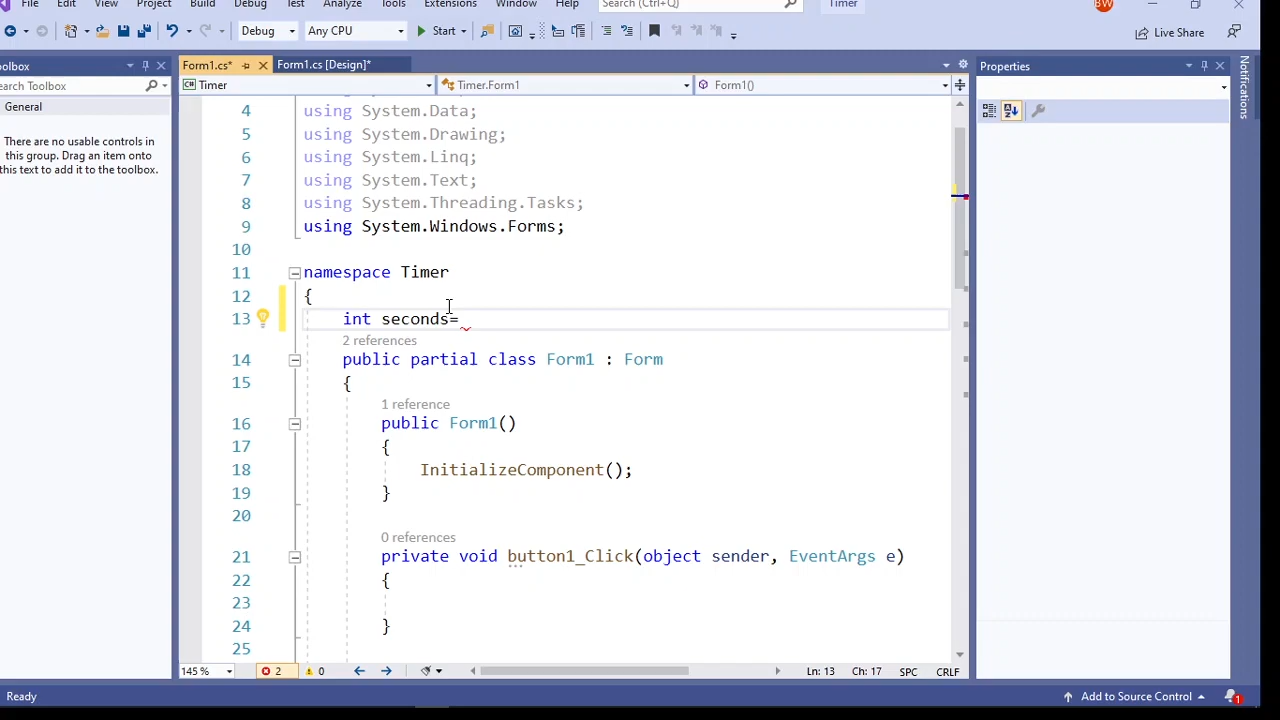 File Edit View Project Build Debug Test Analyze Tools Extensions Window Help Search (Ctrl+Q) Timer BW
Debug Any CPU Start Live Share
oolbox Form1.cs* Form1.cs [Design]* Properties Notifications
earch Toolbox Timer Timer.Form1 Form1()
General
There are no usable controls in
this group. Drag an item onto
this text to add it to the toolbox.
4 using System.Data;
5 using System.Drawing;
6 using System.Linq;
7 using System.Text;
8 using System.Threading.Tasks;
9 using System.Windows.Forms;
10
11 namespace Timer
12 {
13 int seconds=
2 references
14 public partial class Form1 : Form
15 {
1 reference
16 public Form1()
17 {
18 InitializeComponent();
19 }
20
0 references
21 private void button1_Click(object sender, EventArgs e)
22 {
23
24 }
25
145 % 2 0 Ln: 13 Ch: 17 SPC CRLF
Ready Add to Source Control 1